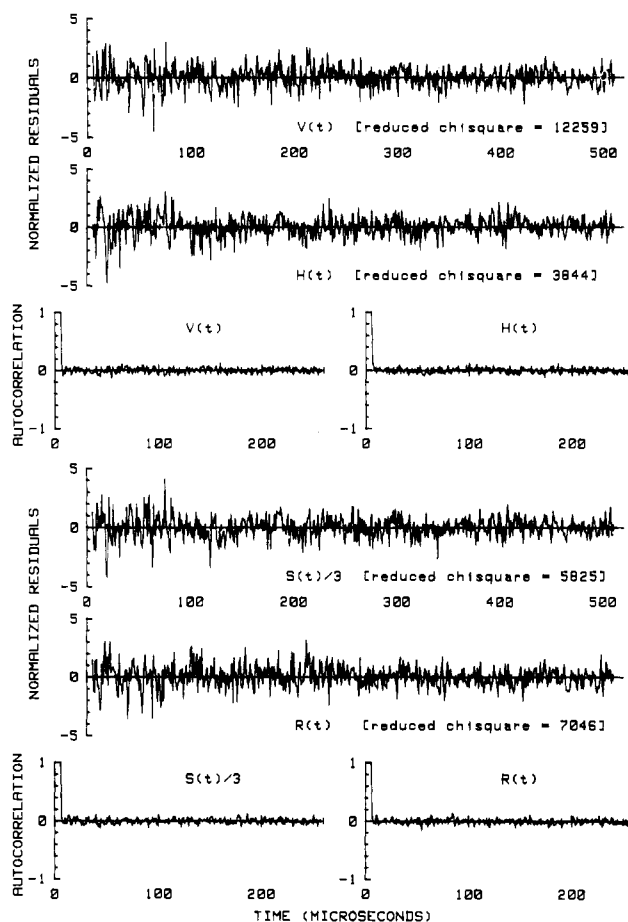 5
0
-5
NORMALIZED RESIDUALS
V(t) [reduced chisquare = 12259]
0 100 200 300 400 500
5
0
-5
H(t) [reduced chisquare = 3844]
AUTOCORRELATION
1
0
-1
V(t)
0 100 200
1
0
-1
H(t)
0 100 200
5
0
-5
NORMALIZED RESIDUALS
S(t)/3 [reduced chisquare = 5825]
0 100 200 300 400 500
5
0
-5
R(t) [reduced chisquare = 7046]
AUTOCORRELATION
1
0
-1
S(t)/3
0 100 200
1
0
-1
R(t)
0 100 200
TIME (MICROSECONDS)